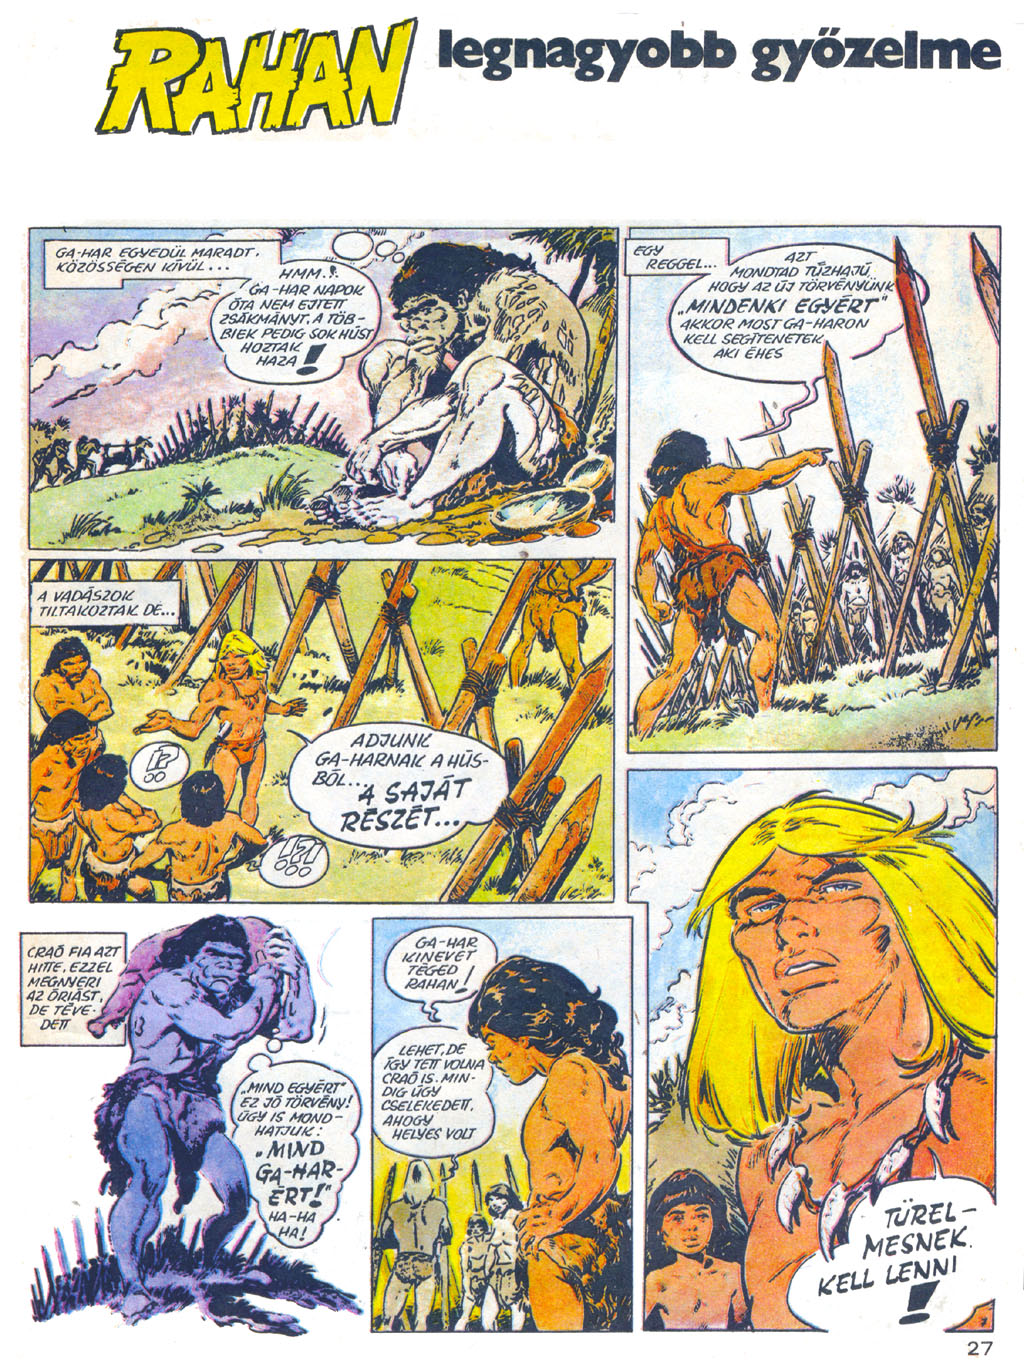 RAHAN legnagyobb győzelme
GA-HAR EGYEDÜL MARADT,
KÖZÖSSÉGEN KÍVÜL...
HMM..!.
GA-HAR NAPOK
ÓTA NEM EJTETT
ZSÁKMÁNYT, A TÖB-
BIEK PEDIG SOK HÚST
HOZTAK
HAZA!
EGY
REGGEL...
AZT
MONDTAD TŰZHAJÚ
HOGY AZ ÚJ TÖRVÉNYÜNK
„MINDENKI EGYÉRT"
AKKOR MOST GA-HARON
KELL SEGÍTENETEK
AKI ÉHES
A VADÁSZOK
TILTAKOZTAK. DE...
!?
ADJUNK
GA-HARNAK A HÚS-
BÓL... A SAJÁT
RÉSZÉT...
!?!
CRAÓ FIA AZT
HITTE, EZZEL
MEGNYERI
AZ ÓRIÁST,
DE TÉVE-
DETT
„MIND EGYÉRT"
EZ JÓ TÖRVÉNY!
ÚGY IS MOND-
HATJUK:
„MIND
GA-HAR-
ÉRT!"
HA-HA
HA!
GA-HAR
KINEVET
TÉGED
RAHAN!
LEHET, DE
ÍGY TETT VOLNA
CRAÓ IS. MIN-
DIG ÚGY
CSELEKEDETT,
AHOGY
HELYES VOLT
TÜREL-
MESNEK
KELL LENNI
!
27